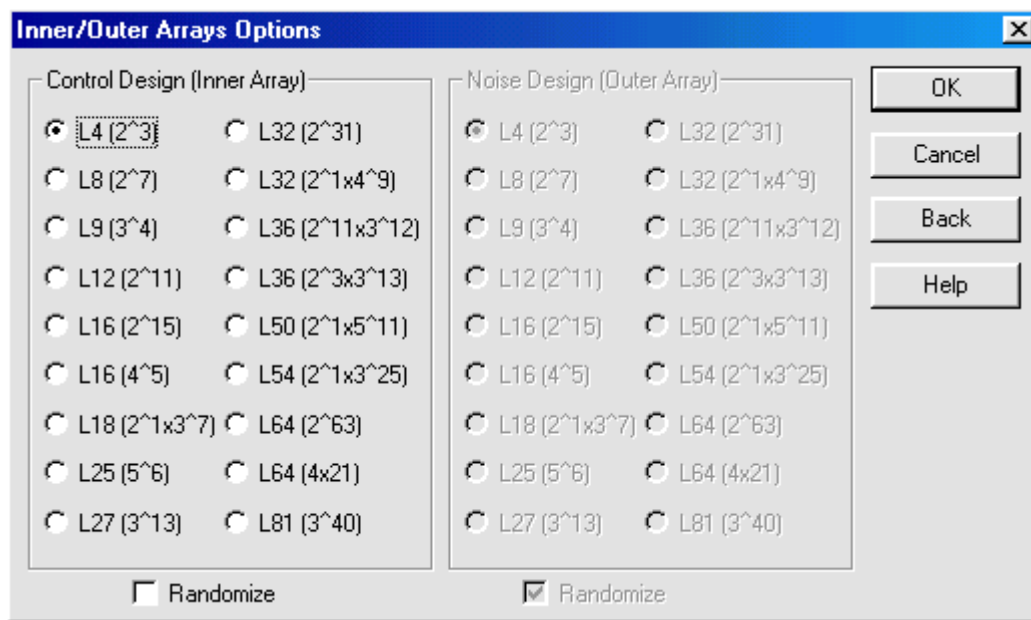 Inner/Outer Arrays Options
Control Design (Inner Array)
L4 (2^3)
L8 (2^7)
L9 (3^4)
L12 (2^11)
L16 (2^15)
L16 (4^5)
L18 (2^1x3^7)
L25 (5^6)
L27 (3^13)
L32 (2^31)
L32 (2^1x4^9)
L36 (2^11x3^12)
L36 (2^3x3^13)
L50 (2^1x5^11)
L54 (2^1x3^25)
L64 (2^63)
L64 (4x21)
L81 (3^40)
Randomize
Noise Design (Outer Array)
L4 (2^3)
L8 (2^7)
L9 (3^4)
L12 (2^11)
L16 (2^15)
L16 (4^5)
L18 (2^1x3^7)
L25 (5^6)
L27 (3^13)
L32 (2^31)
L32 (2^1x4^9)
L36 (2^11x3^12)
L36 (2^3x3^13)
L50 (2^1x5^11)
L54 (2^1x3^25)
L64 (2^63)
L64 (4x21)
L81 (3^40)
Randomize
OK
Cancel
Back
Help